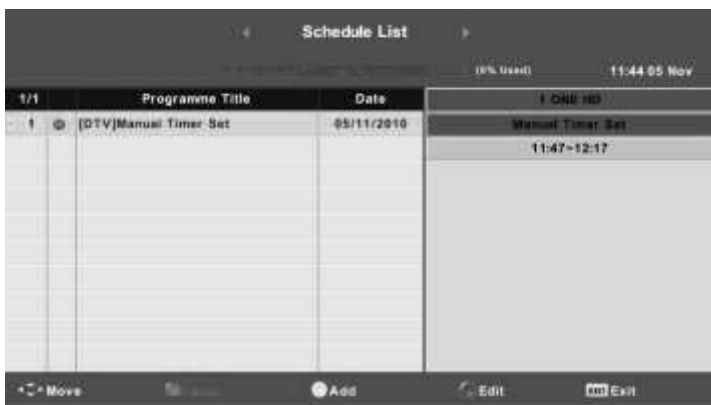 Schedule List
(0% Used) 11:44 05 Nov
1/1 Programme Title Date 1 ONE HD
1 [DTV]Manual Timer Set 05/11/2010 Manual Timer Set
11:47~12:17
Move Add Edit EXIT Exit